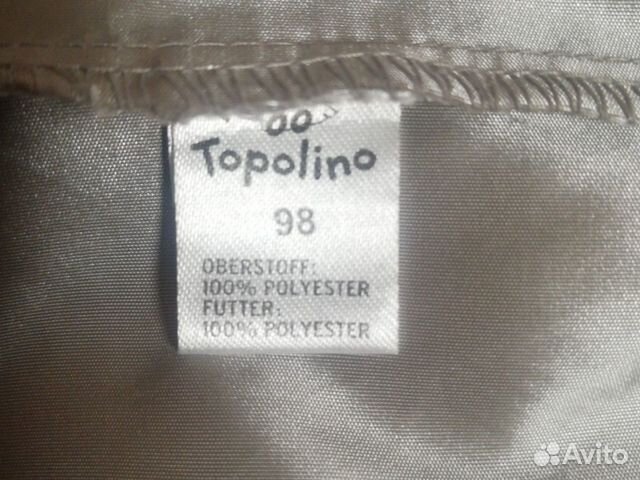 Topolino
98
OBERSTOFF:
100% POLYESTER
FUTTER:
100% POLYESTER
Avito